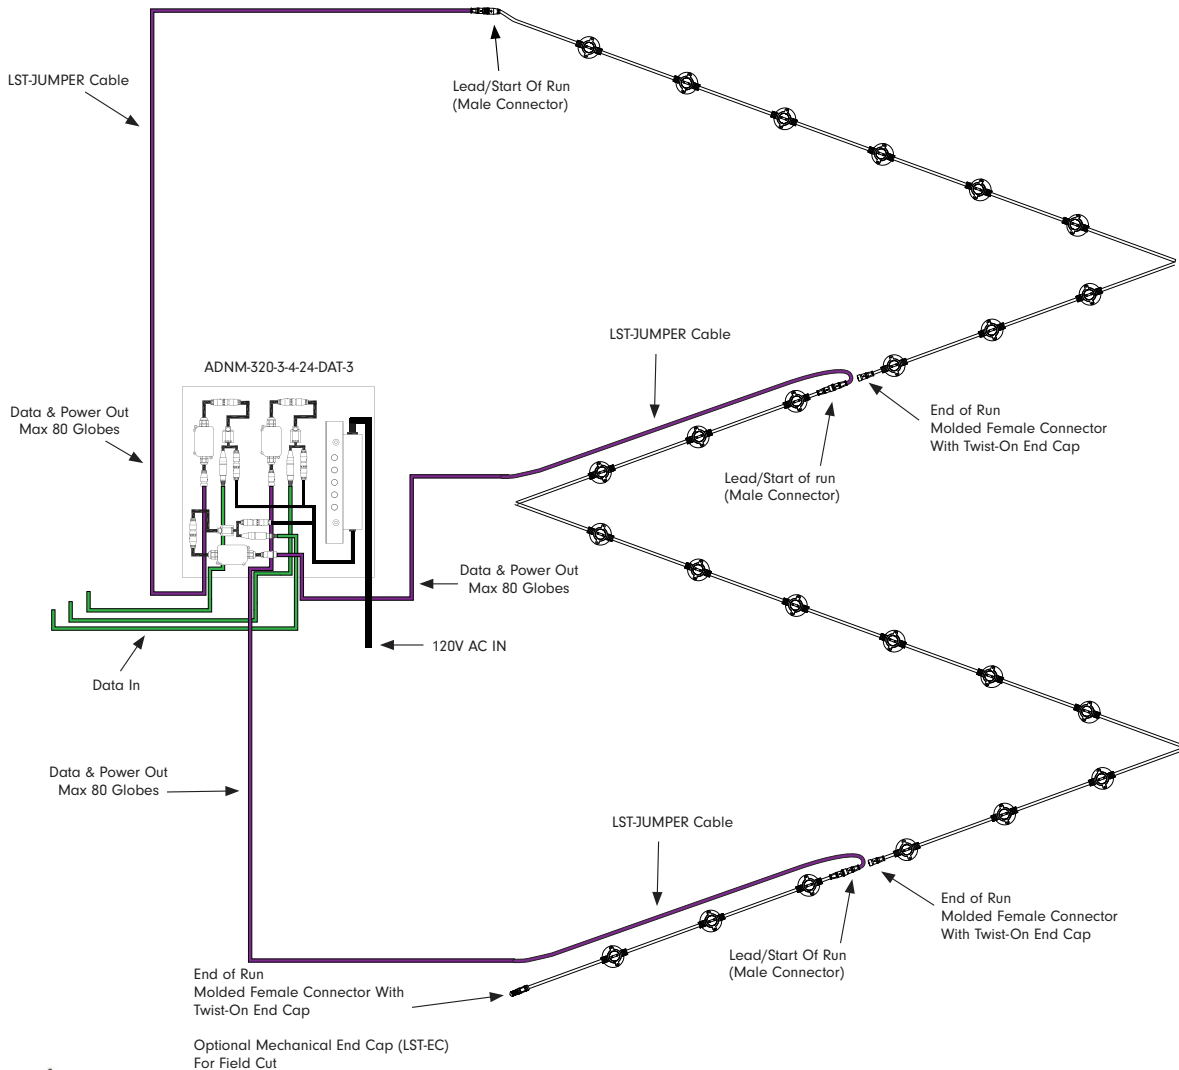 LST-JUMPER Cable
Lead/Start Of Run
(Male Connector)
LST-JUMPER Cable
ADNM-320-3-4-24-DAT-3
Data & Power Out
Max 80 Globes
End of Run
Molded Female Connector
With Twist-On End Cap
Lead/Start of run
(Male Connector)
Data & Power Out
Max 80 Globes
120V AC IN
Data In
Data & Power Out
Max 80 Globes
LST-JUMPER Cable
End of Run
Molded Female Connector
With Twist-On End Cap
Lead/Start Of Run
(Male Connector)
End of Run
Molded Female Connector With
Twist-On End Cap
Optional Mechanical End Cap (LST-EC)
For Field Cut